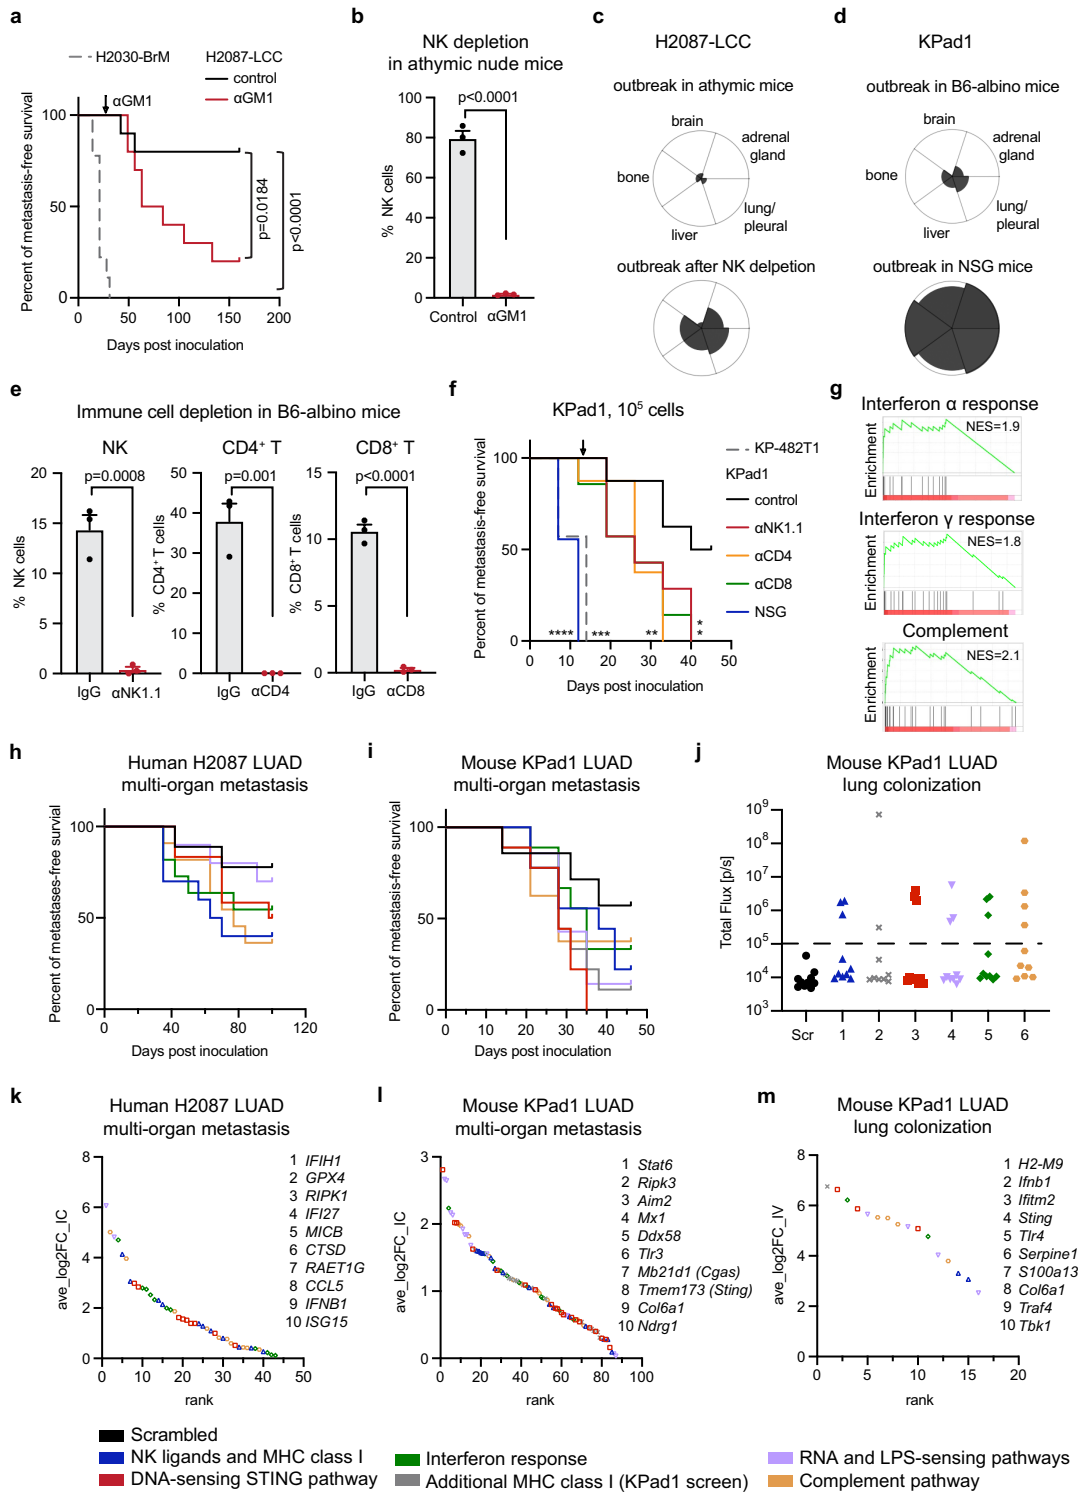 a
H2030-BrM
H2087-LCC
control
αGM1
αGM1
Percent of metastasis-free survival
100
50
0
0 50 100 150 200
Days post inoculation
p=0.0184
p<0.0001
b
NK depletion
in athymic nude mice
p<0.0001
% NK cells
100
80
60
40
20
0
Control αGM1
c
H2087-LCC
outbreak in athymic mice
brain
adrenal
gland
bone
lung/
pleural
liver
outbreak after NK delpetion
d
KPad1
outbreak in B6-albino mice
brain
adrenal
gland
bone
lung/
pleural
liver
outbreak in NSG mice
e
Immune cell depletion in B6-albino mice
NK
p=0.0008
% NK cells
20
15
10
5
0
IgG αNK1.1
CD4+ T
p=0.001
% CD4+ T cells
50
40
30
20
10
0
IgG αCD4
CD8+ T
p<0.0001
% CD8+ T cells
15
10
5
0
IgG αCD8
f
KPad1, 10⁵ cells
KP-482T1
KPad1
control
αNK1.1
αCD4
αCD8
NSG
Percent of metastasis-free survival
100
50
0
**** *** ** * *
0 10 20 30 40 50
Days post inoculation
g
Interferon α response
NES=1.9
Enrichment
Interferon γ response
NES=1.8
Enrichment
Complement
NES=2.1
Enrichment
h
Human H2087 LUAD
multi-organ metastasis
Percent of metastases-free survival
100
50
0
0 40 80 120
Days post inoculation
i
Mouse KPad1 LUAD
multi-organ metastasis
Percent of metastasis-free survival
100
50
0
0 10 20 30 40 50
Days post inoculation
j
Mouse KPad1 LUAD
lung colonization
Total Flux [p/s]
10⁹
10⁸
10⁷
10⁶
10⁵
10⁴
10³
Scr 1 2 3 4 5 6
k
Human H2087 LUAD
multi-organ metastasis
ave_log2FC_IC
8
6
4
2
0
0 10 20 30 40 50
rank
1 IFIH1
2 GPX4
3 RIPK1
4 IFI27
5 MICB
6 CTSD
7 RAET1G
8 CCL5
9 IFNB1
10 ISG15
l
Mouse KPad1 LUAD
multi-organ metastasis
ave_log2FC_IC
3
2
1
0
0 20 40 60 80 100
rank
1 Stat6
2 Ripk3
3 Aim2
4 Mx1
5 Ddx58
6 Tlr3
7 Mb21d1 (Cgas)
8 Tmem173 (Sting)
9 Col6a1
10 Ndrg1
m
Mouse KPad1 LUAD
lung colonization
ave_log2FC_IV
8
6
4
2
0
0 5 10 15 20
rank
1 H2-M9
2 Ifnb1
3 Ifitm2
4 Sting
5 Tlr4
6 Serpine1
7 S100a13
8 Col6a1
9 Traf4
10 Tbk1
Scrambled
NK ligands and MHC class I
DNA-sensing STING pathway
Interferon response
Additional MHC class I (KPad1 screen)
RNA and LPS-sensing pathways
Complement pathway